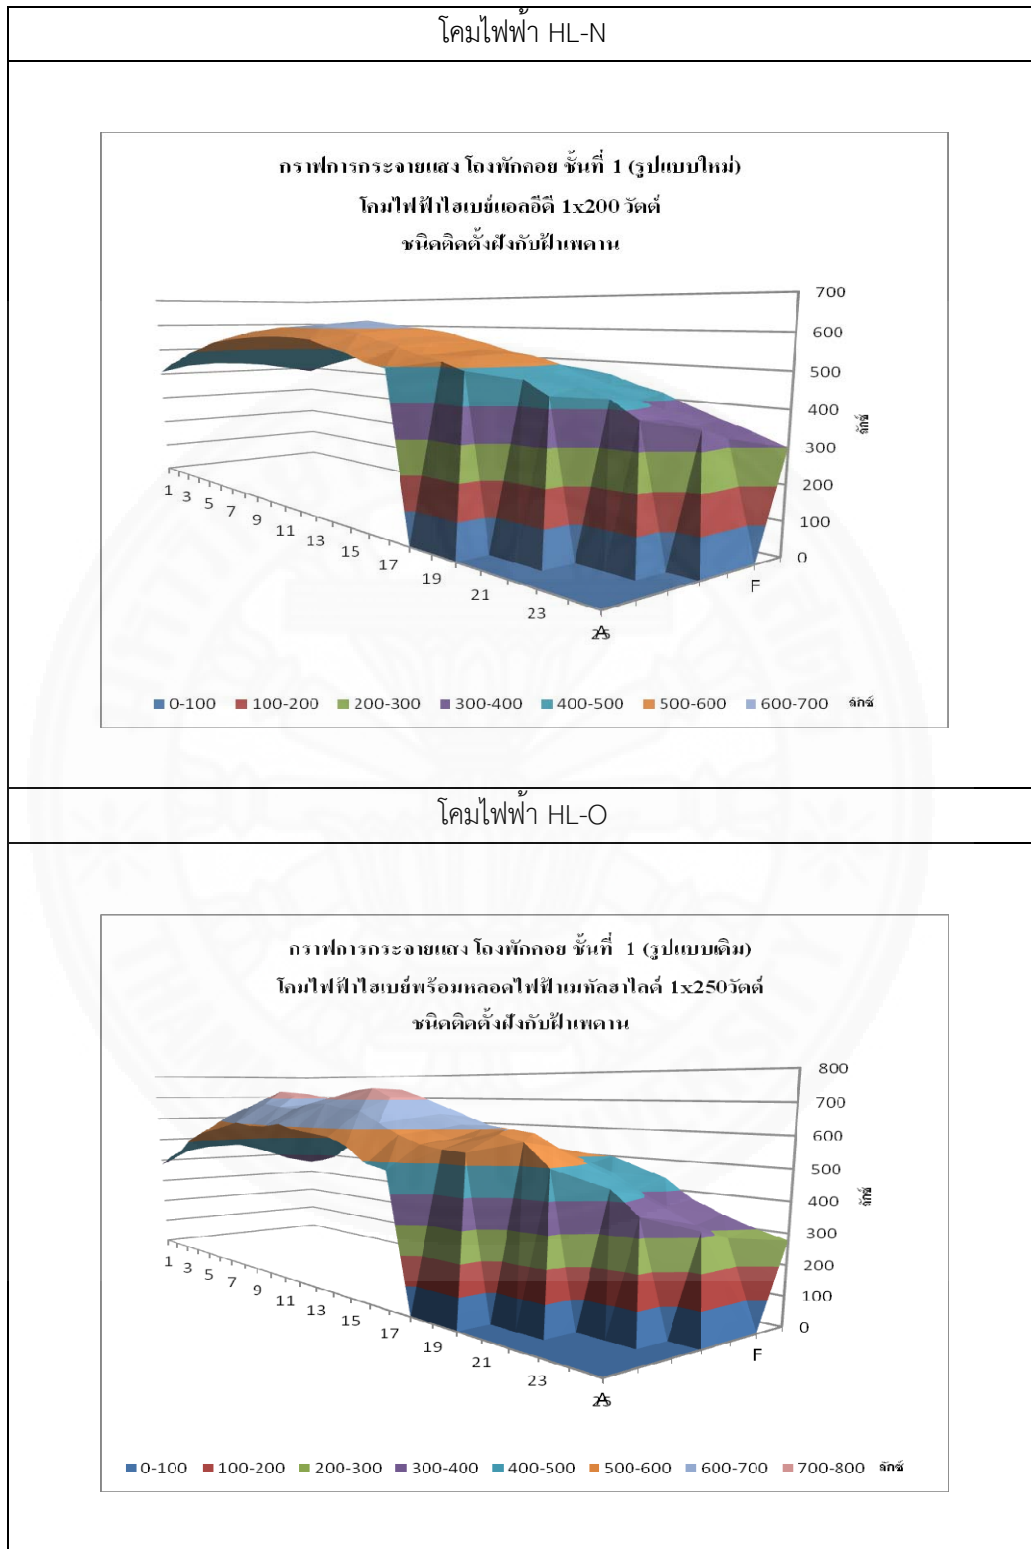 โคมไฟฟ้า HL-N
กราฟการกระจายแสง โถงพักคอย ชั้นที่ 1 (รูปแบบใหม่)
โคมไฟฟ้าไฮเบย์แอลอีดี 1x200 วัตต์
ชนิดติดตั้งฝังกับฝ้าเพดาน
700
600
500
400
300
200
100
0
ลักซ์
1 3 5 7 9 11 13 15 17 19 21 23 25
A F
0-100 100-200 200-300 300-400 400-500 500-600 600-700 ลักซ์
โคมไฟฟ้า HL-O
กราฟการกระจายแสง โถงพักคอย ชั้นที่ 1 (รูปแบบเดิม)
โคมไฟฟ้าไฮเบย์พร้อมหลอดไฟฟ้าเมทัลฮาไลด์ 1x250วัตต์
ชนิดติดตั้งฝังกับฝ้าเพดาน
800
700
600
500
400
300
200
100
0
ลักซ์
1 3 5 7 9 11 13 15 17 19 21 23 25
A F
0-100 100-200 200-300 300-400 400-500 500-600 600-700 700-800 ลักซ์